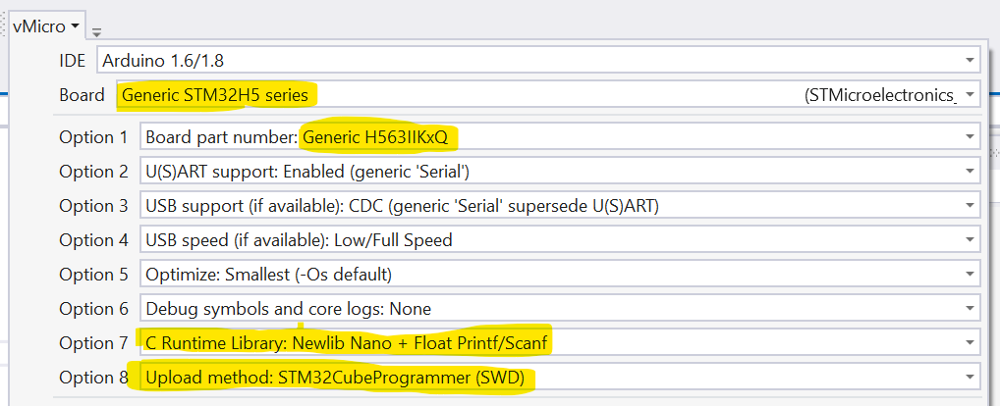 vMicro
IDE Arduino 1.6/1.8
Board Generic STM32H5 series (STMicroelectronics_
Option 1 Board part number: Generic H563IIKxQ
Option 2 U(S)ART support: Enabled (generic 'Serial')
Option 3 USB support (if available): CDC (generic 'Serial' supersede U(S)ART)
Option 4 USB speed (if available): Low/Full Speed
Option 5 Optimize: Smallest (-Os default)
Option 6 Debug symbols and core logs: None
Option 7 C Runtime Library: Newlib Nano + Float Printf/Scanf
Option 8 Upload method: STM32CubeProgrammer (SWD)